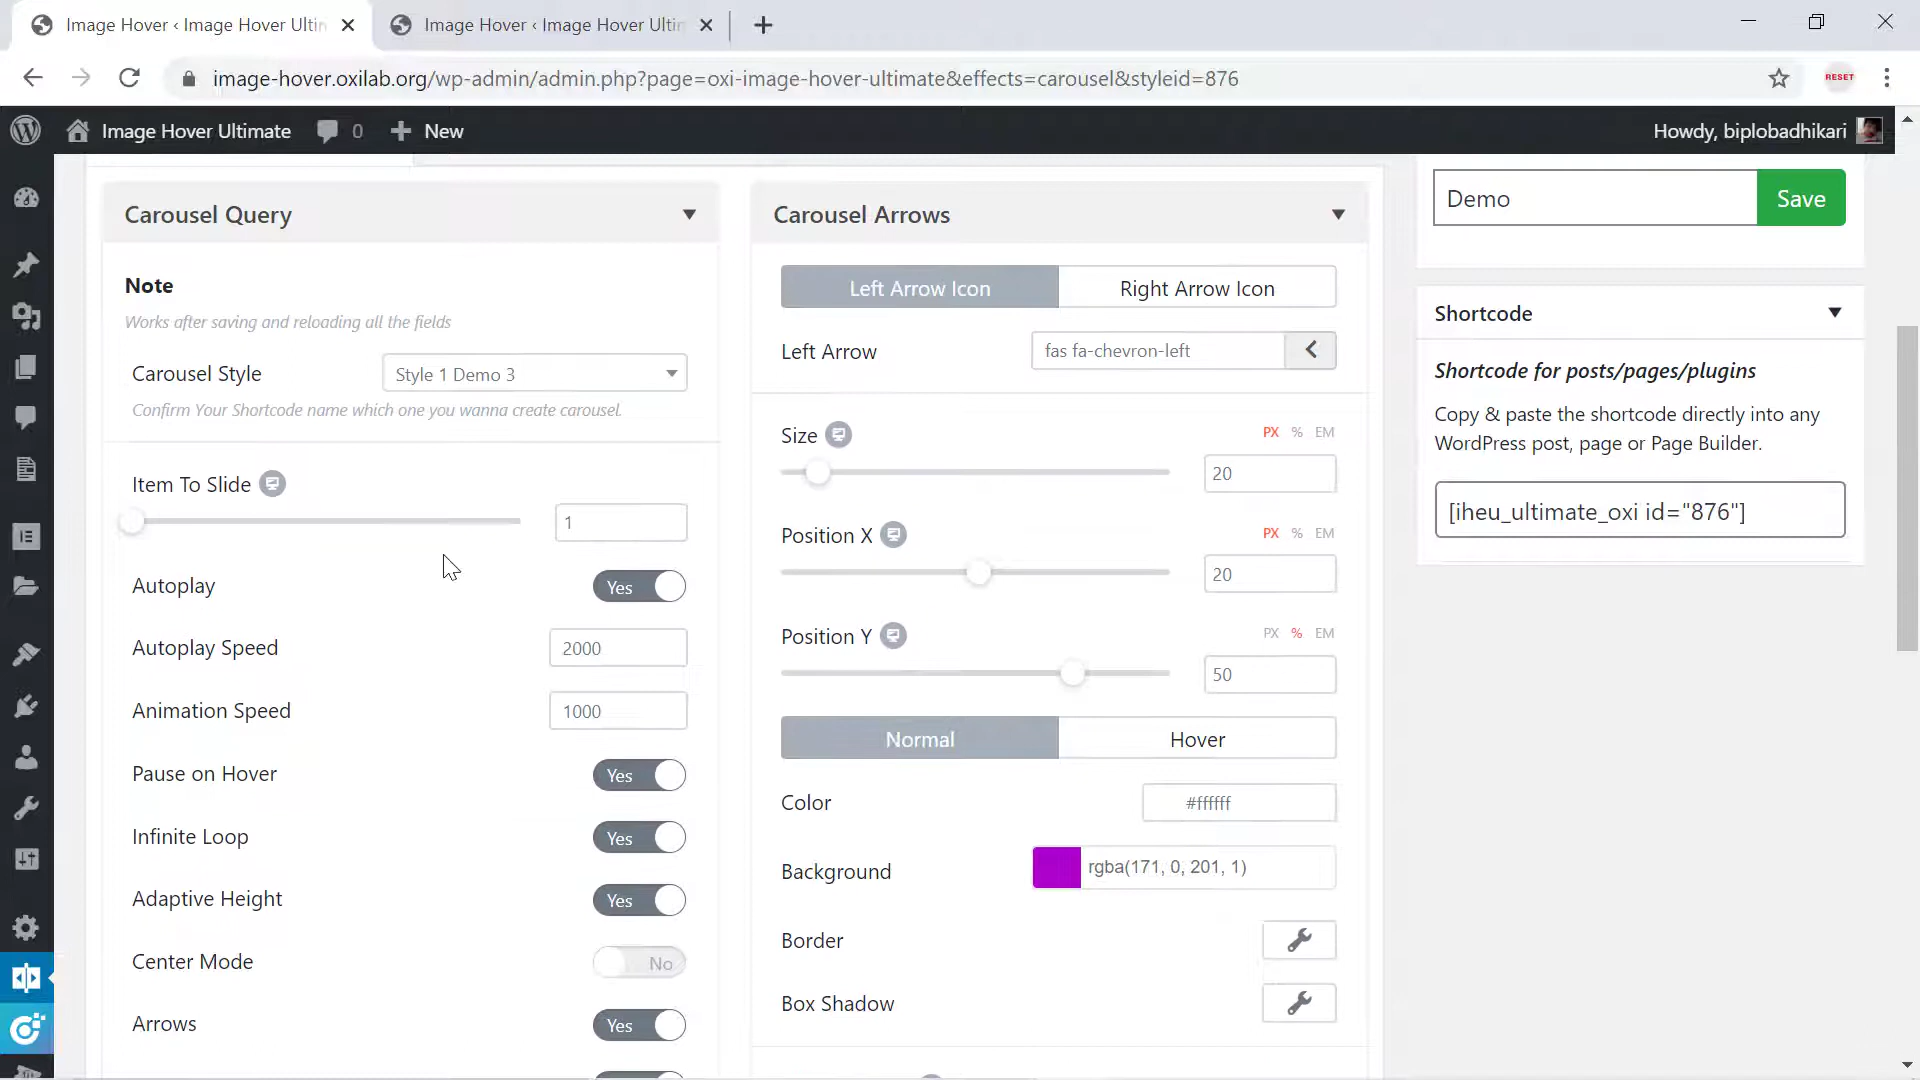 Image Hover ‹ Image Hover Ultim
Image Hover ‹ Image Hover Ultim
image-hover.oxilab.org/wp-admin/admin.php?page=oxi-image-hover-ultimate&effects=carousel&styleid=876
RESET
Image Hover Ultimate
0
New
Howdy, biplobadhikari
Carousel Query
Note
Works after saving and reloading all the fields
Carousel Style
Style 1 Demo 3
Confirm Your Shortcode name which one you wanna create carousel.
Item To Slide
1
Autoplay
Yes
Autoplay Speed
2000
Animation Speed
1000
Pause on Hover
Yes
Infinite Loop
Yes
Adaptive Height
Yes
Center Mode
No
Arrows
Yes
Carousel Arrows
Left Arrow Icon
Right Arrow Icon
Left Arrow
fas fa-chevron-left
Size
PX % EM
20
Position X
PX % EM
20
Position Y
PX % EM
50
Normal
Hover
Color
#ffffff
Background
rgba(171, 0, 201, 1)
Border
Box Shadow
Demo
Save
Shortcode
Shortcode for posts/pages/plugins
Copy & paste the shortcode directly into any
WordPress post, page or Page Builder.
[iheu_ultimate_oxi id="876"]